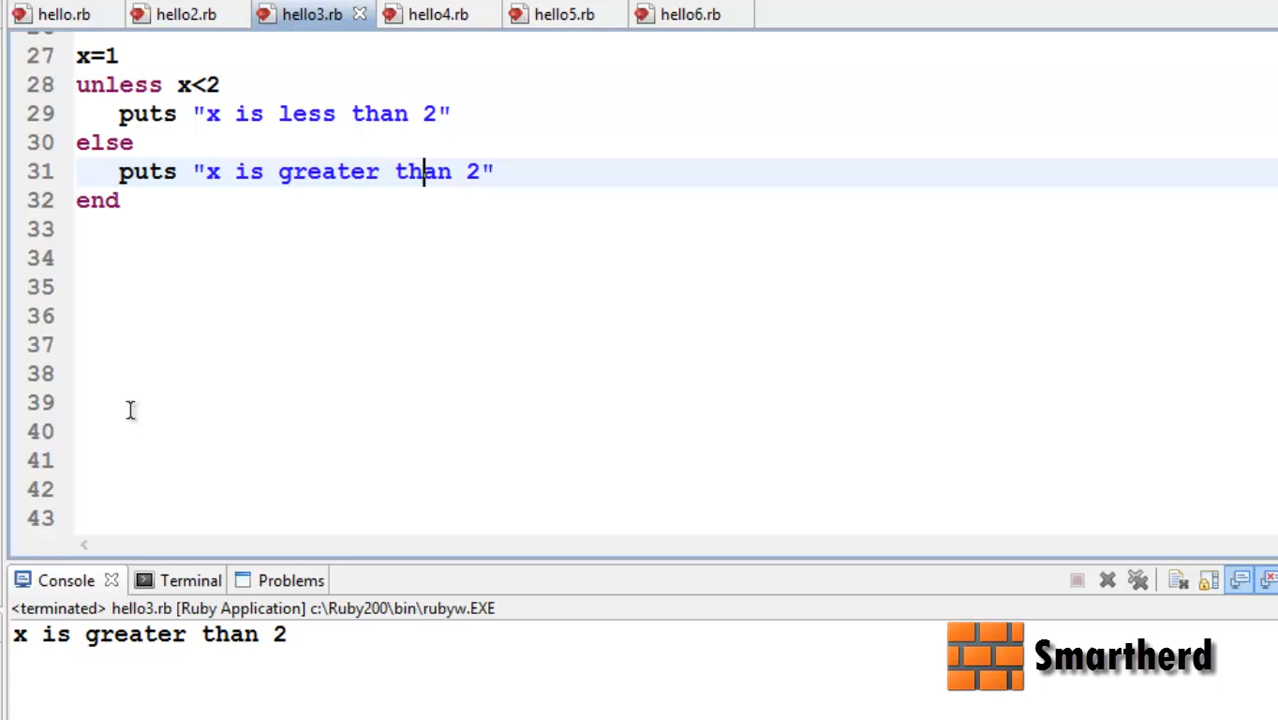 hello.rb hello2.rb hello3.rb hello4.rb hello5.rb hello6.rb
27 x=1
28 unless x<2
29 puts "x is less than 2"
30 else
31 puts "x is greater than 2"
32 end
33
34
35
36
37
38
39
40
41
42
43
Console Terminal Problems
<terminated> hello3.rb [Ruby Application] c:\Ruby200\bin\rubyw.EXE
x is greater than 2
Smartherd